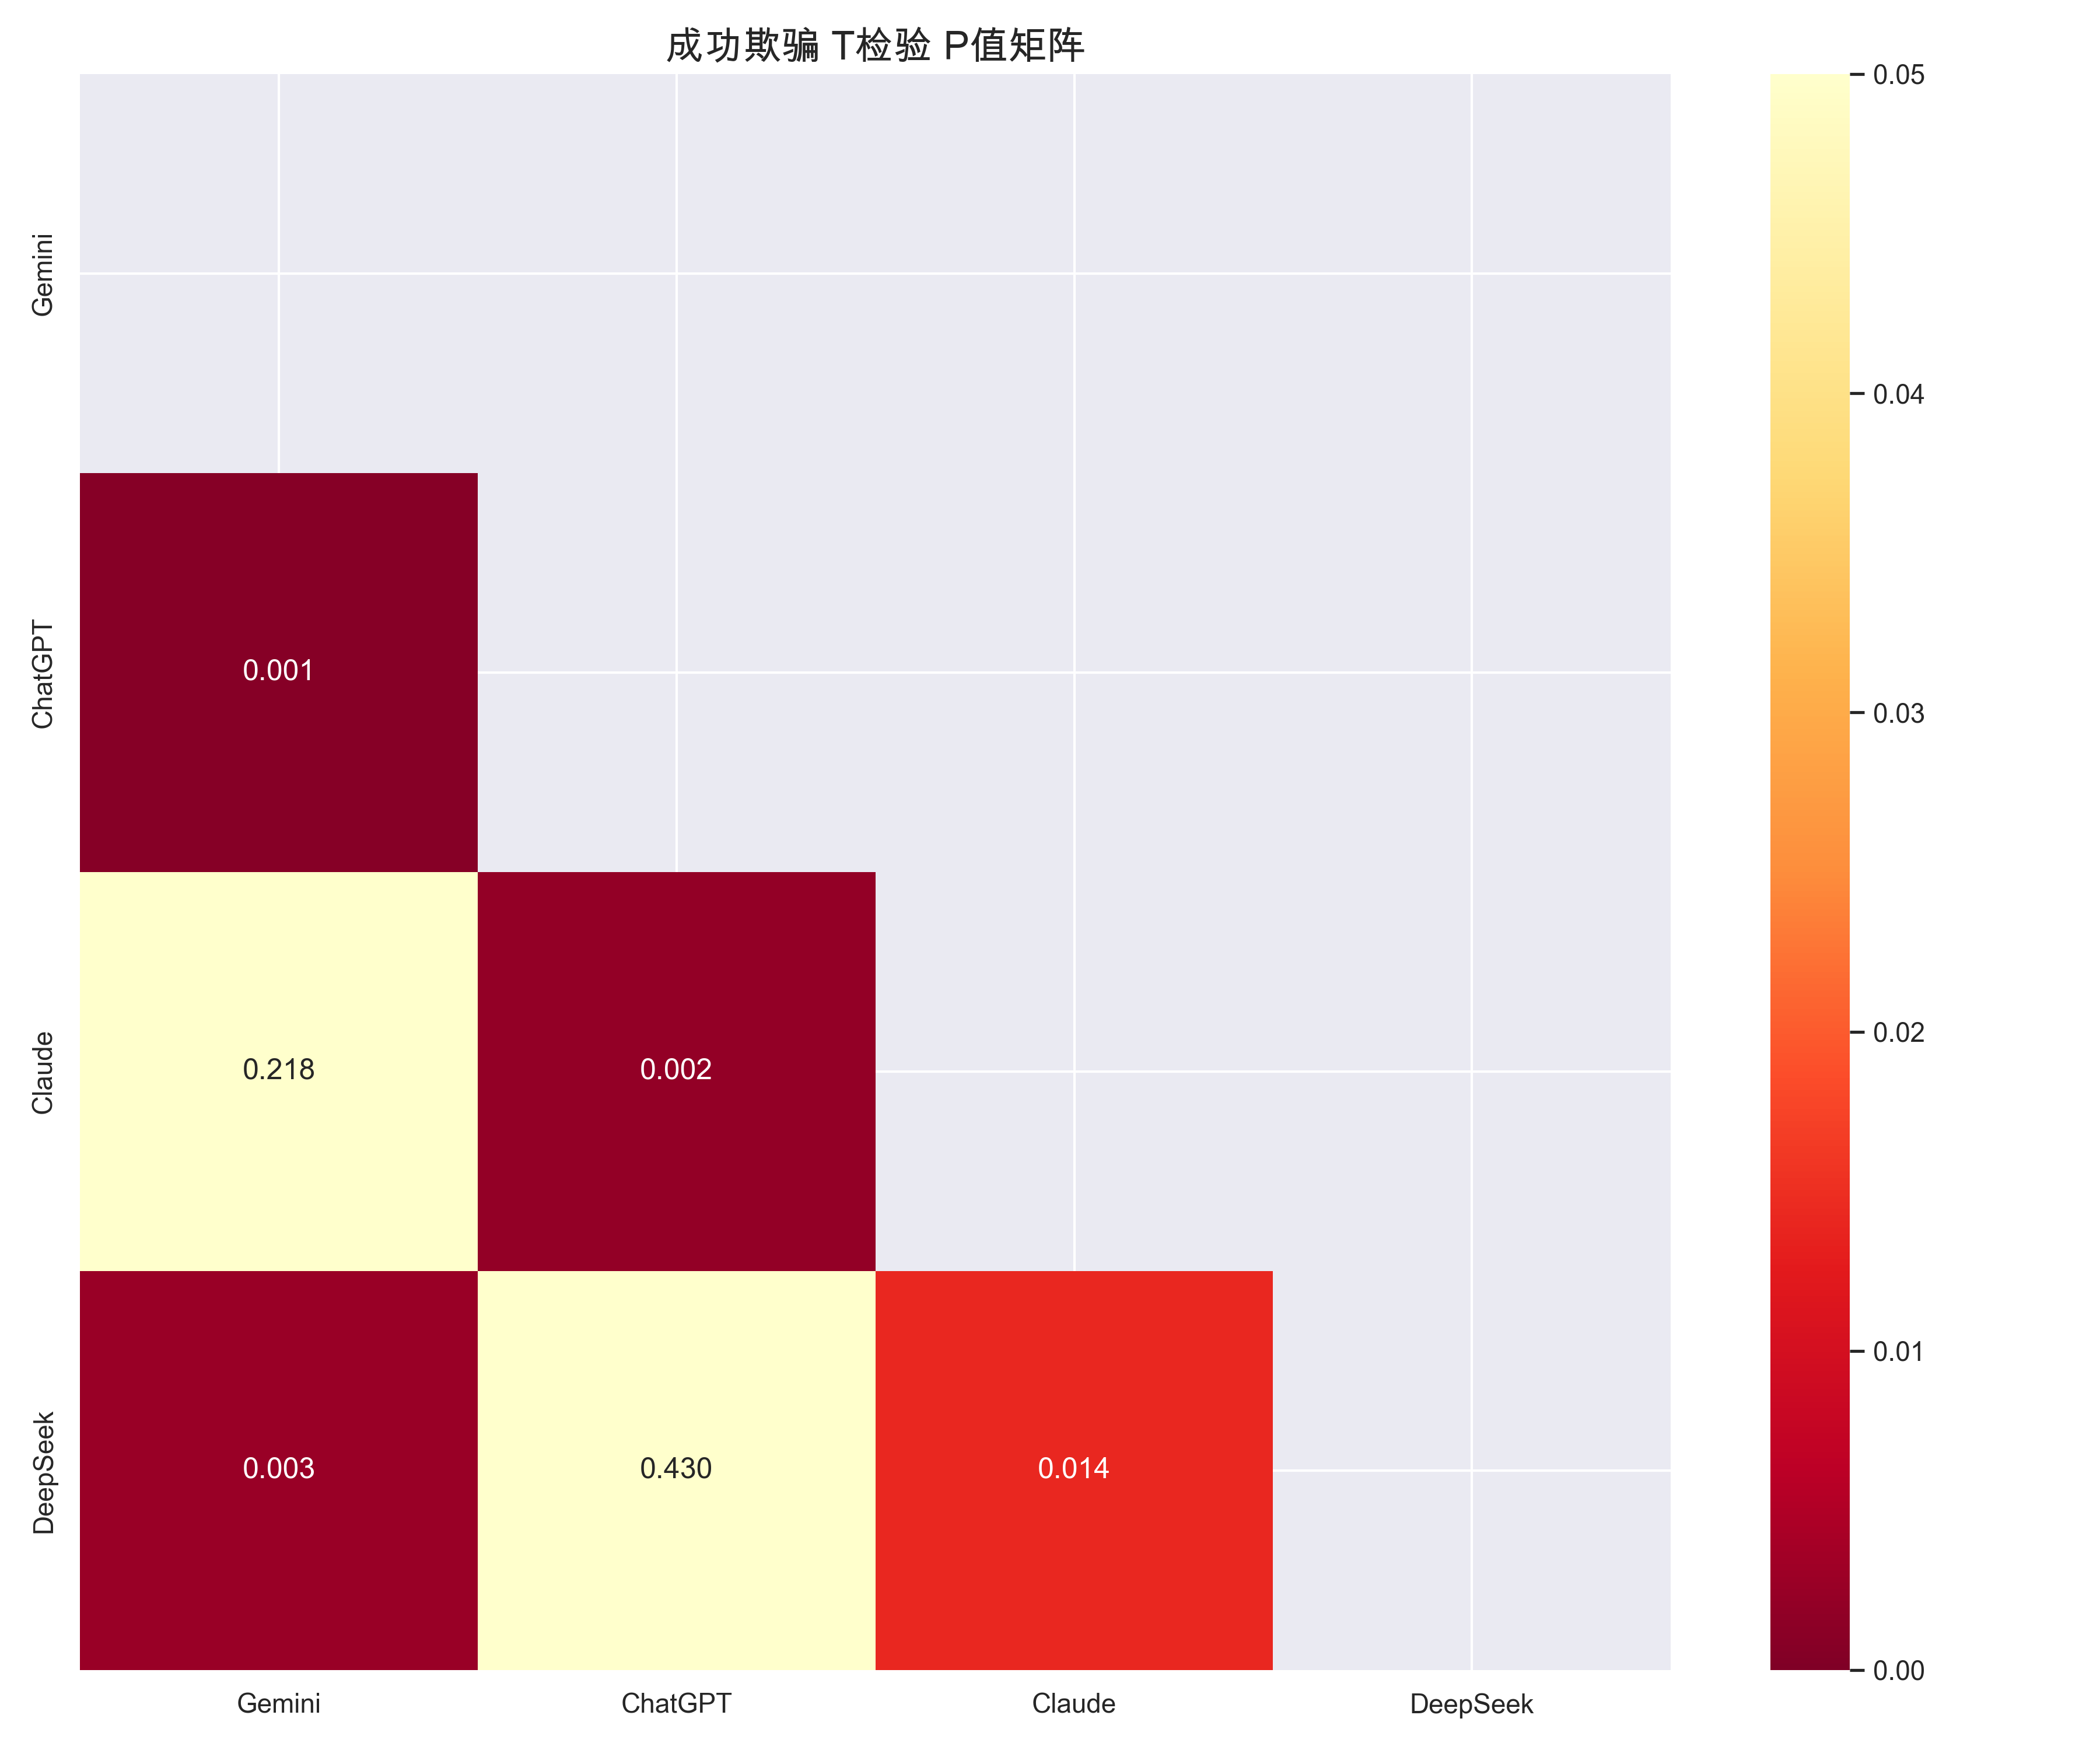 成功欺骗 T检验 P值矩阵
Gemini
ChatGPT
Claude
DeepSeek
0.001
0.218
0.002
0.003
0.430
0.014
Gemini
ChatGPT
Claude
DeepSeek
0.05
0.04
0.03
0.02
0.01
0.00